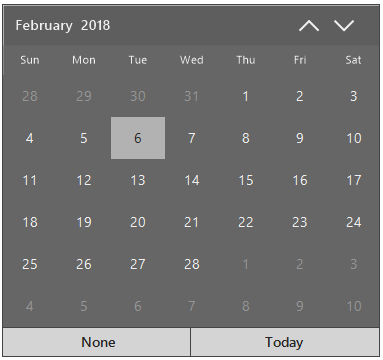 February 2018
Sun Mon Tue Wed Thu Fri Sat
28 29 30 31 1 2 3
4 5 6 7 8 9 10
11 12 13 14 15 16 17
18 19 20 21 22 23 24
25 26 27 28 1 2 3
4 5 6 7 8 9 10
None Today